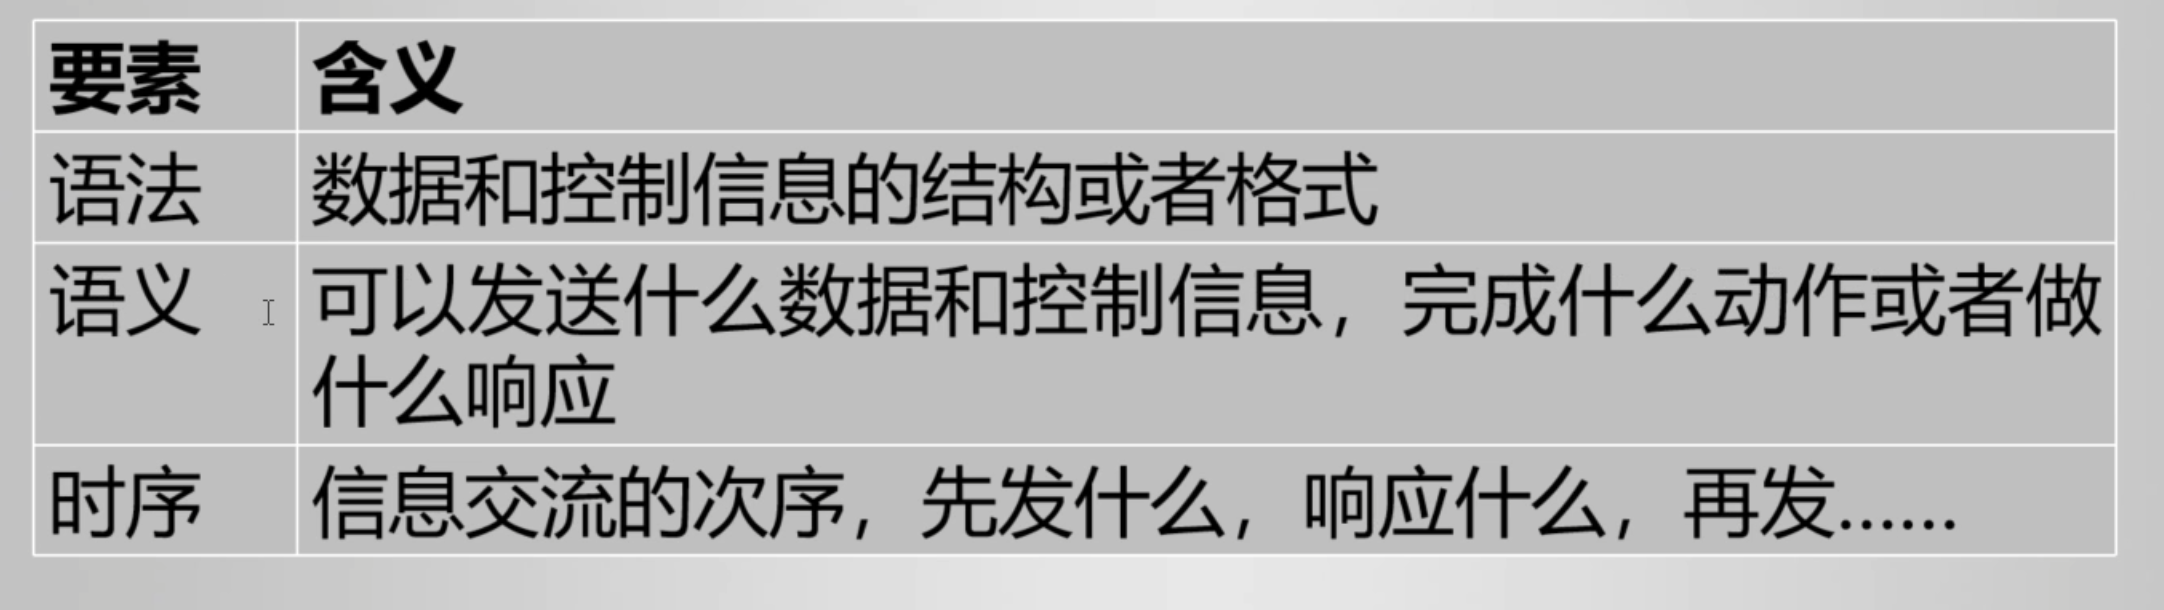 要素 含义
语法 数据和控制信息的结构或者格式
语义 可以发送什么数据和控制信息，完成什么动作或者做
什么响应
时序 信息交流的次序，先发什么，响应什么，再发……